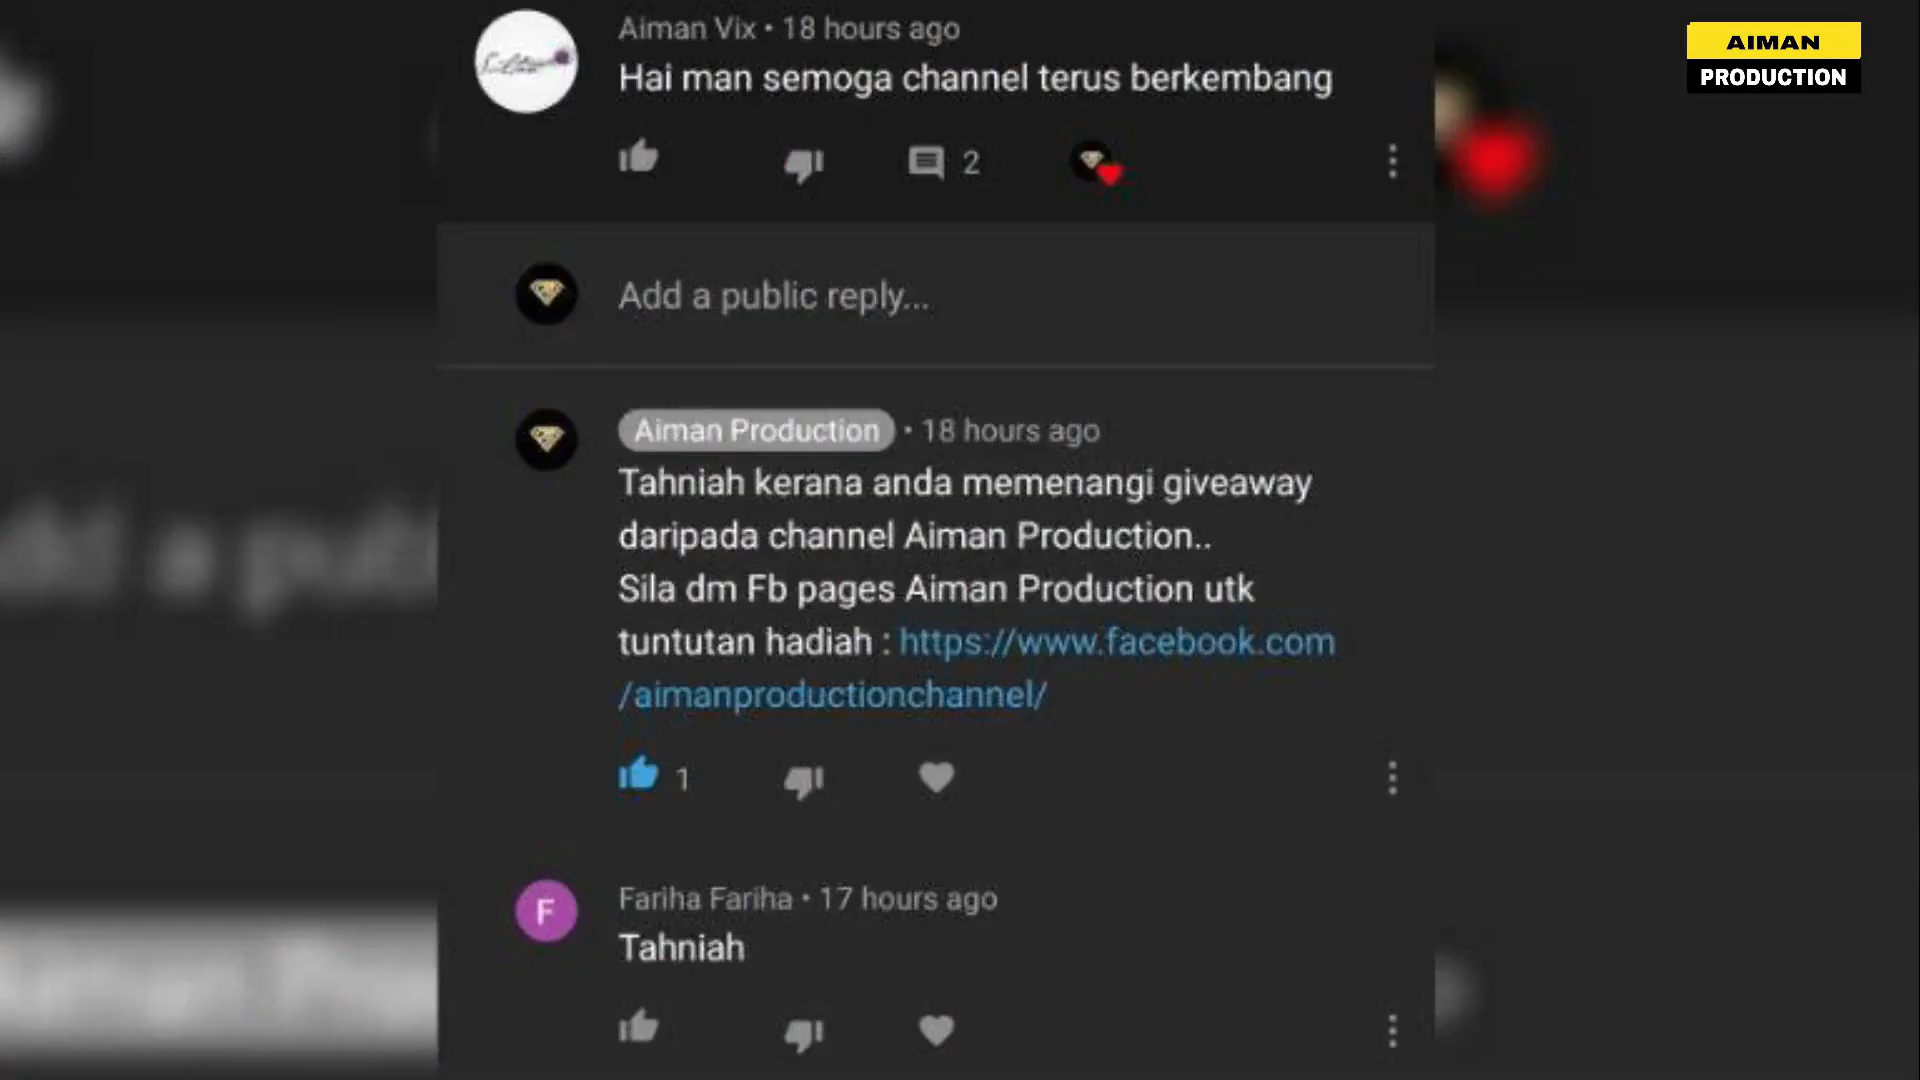 Aiman Vix • 18 hours ago
AIMAN
PRODUCTION
Hai man semoga channel terus berkembang
2
Add a public reply...
Aiman Production • 18 hours ago
Tahniah kerana anda memenangi giveaway
daripada channel Aiman Production..
Sila dm Fb pages Aiman Production utk
tuntutan hadiah : https://www.facebook.com
/aimanproductionchannel/
1
F
Fariha Fariha • 17 hours ago
Tahniah